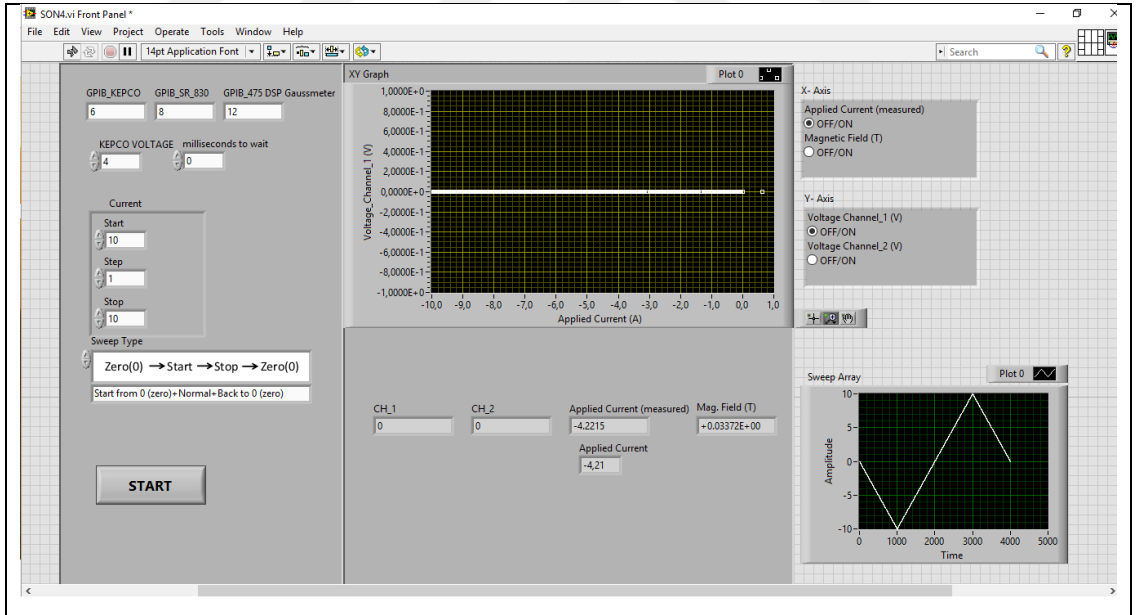 SON4.vi Front Panel *
File Edit View Project Operate Tools Window Help
14pt Application Font
Search
GPIB_KEPCO GPIB_SR_830 GPIB_475 DSP Gaussmeter
6 8 12
KEPCO VOLTAGE milliseconds to wait
4 0
Current
Start
10
Step
1
Stop
10
Sweep Type
Zero(0) →Start →Stop →Zero(0)
Start from 0 (zero)+Normal+Back to 0 (zero)
START
XY Graph
Plot 0
Voltage_Channel_1 (V)
1,0000E+0
8,0000E-1
6,0000E-1
4,0000E-1
2,0000E-1
0,0000E+0
-2,0000E-1
-4,0000E-1
-6,0000E-1
-8,0000E-1
-1,0000E+0
-10,0 -9,0 -8,0 -7,0 -6,0 -5,0 -4,0 -3,0 -2,0 -1,0 0,0 1,0
Applied Current (A)
CH_1 CH_2 Applied Current (measured) Mag. Field (T)
0 0 -4.2215 +0.03372E+00
Applied Current
-4,21
X- Axis
Applied Current (measured)
OFF/ON
Magnetic Field (T)
OFF/ON
Y- Axis
Voltage Channel_1 (V)
OFF/ON
Voltage Channel_2 (V)
OFF/ON
Sweep Array
Plot 0
Amplitude
10
5
0
-5
-10
0 1000 2000 3000 4000 5000
Time